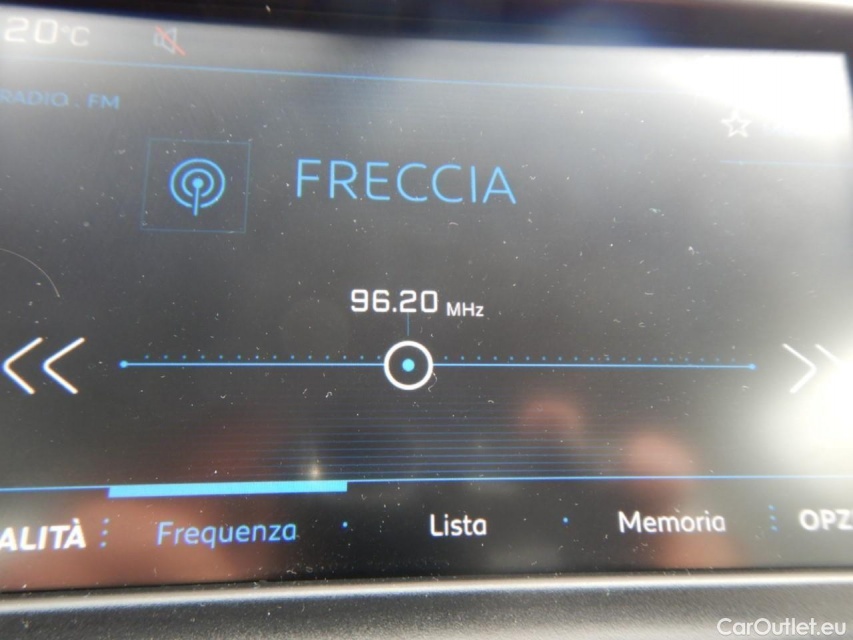 20°C
RADIO . FM
FRECCIA
96.20 MHz
ALITÀ Frequenza Lista Memoria OPZ
CarOutlet.eu